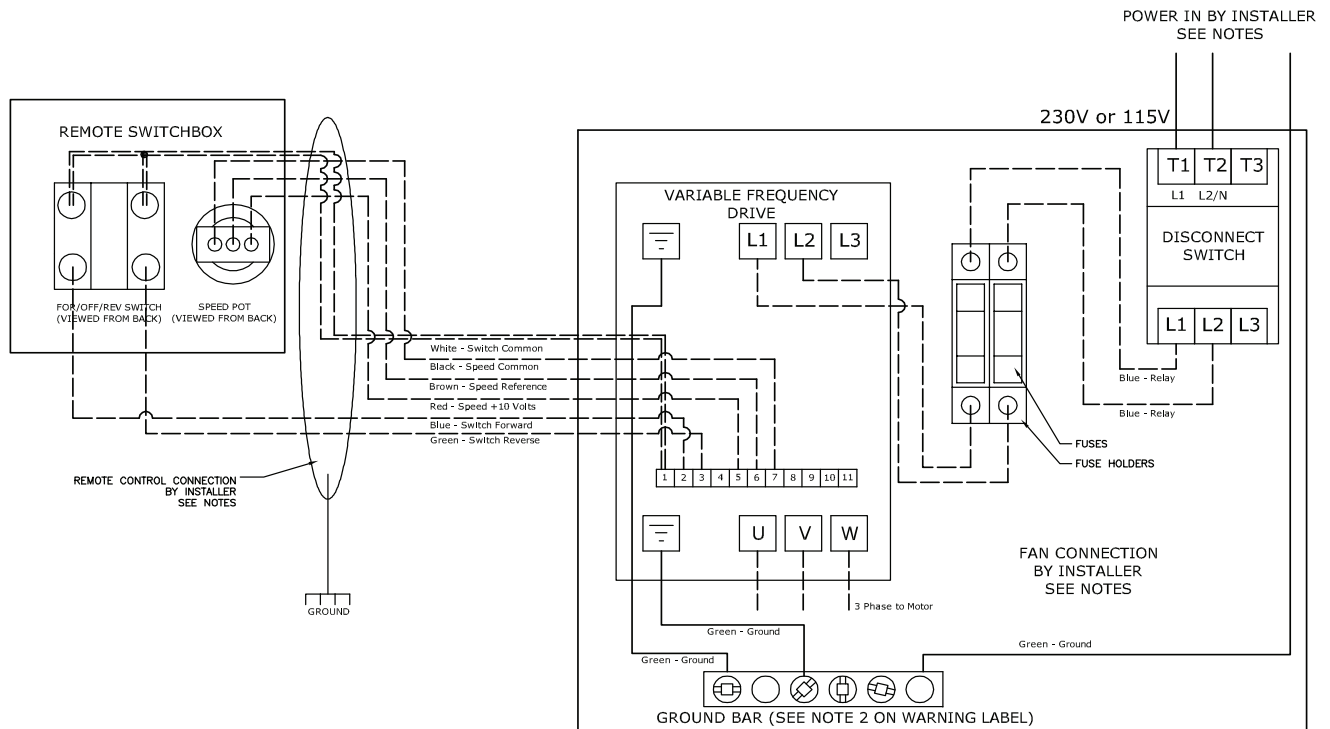 POWER IN BY INSTALLER
SEE NOTES
230V or 115V
REMOTE SWITCHBOX
FOR/OFF/REV SWITCH
(VIEWED FROM BACK)
SPEED POT
(VIEWED FROM BACK)
VARIABLE FREQUENCY
DRIVE
L1 L2 L3
T1 T2 T3
L1 L2/N
DISCONNECT
SWITCH
L1 L2 L3
White - Switch Common
Black - Speed Common
Brown - Speed Reference
Red - Speed +10 Volts
Blue - Switch Forward
Green - Switch Reverse
Blue - Relay
Blue - Relay
FUSES
FUSE HOLDERS
REMOTE CONTROL CONNECTION
BY INSTALLER
SEE NOTES
1 2 3 4 5 6 7 8 9 10 11
U V W
3 Phase to Motor
FAN CONNECTION
BY INSTALLER
SEE NOTES
GROUND
Green - Ground
Green - Ground
Green - Ground
GROUND BAR (SEE NOTE 2 ON WARNING LABEL)